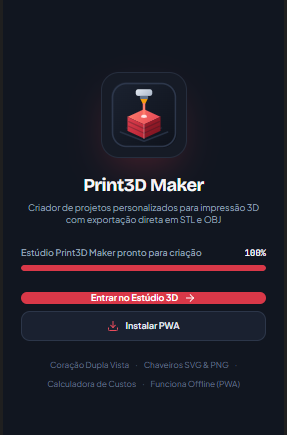 Print3D Maker
Criador de projetos personalizados para impressão 3D
com exportação direta em STL e OBJ
Estúdio Print3D Maker pronto para criação 100%
Entrar no Estúdio 3D →
Instalar PWA
Coração Dupla Vista · Chaveiros SVG & PNG ·
Calculadora de Custos · Funciona Offline (PWA)